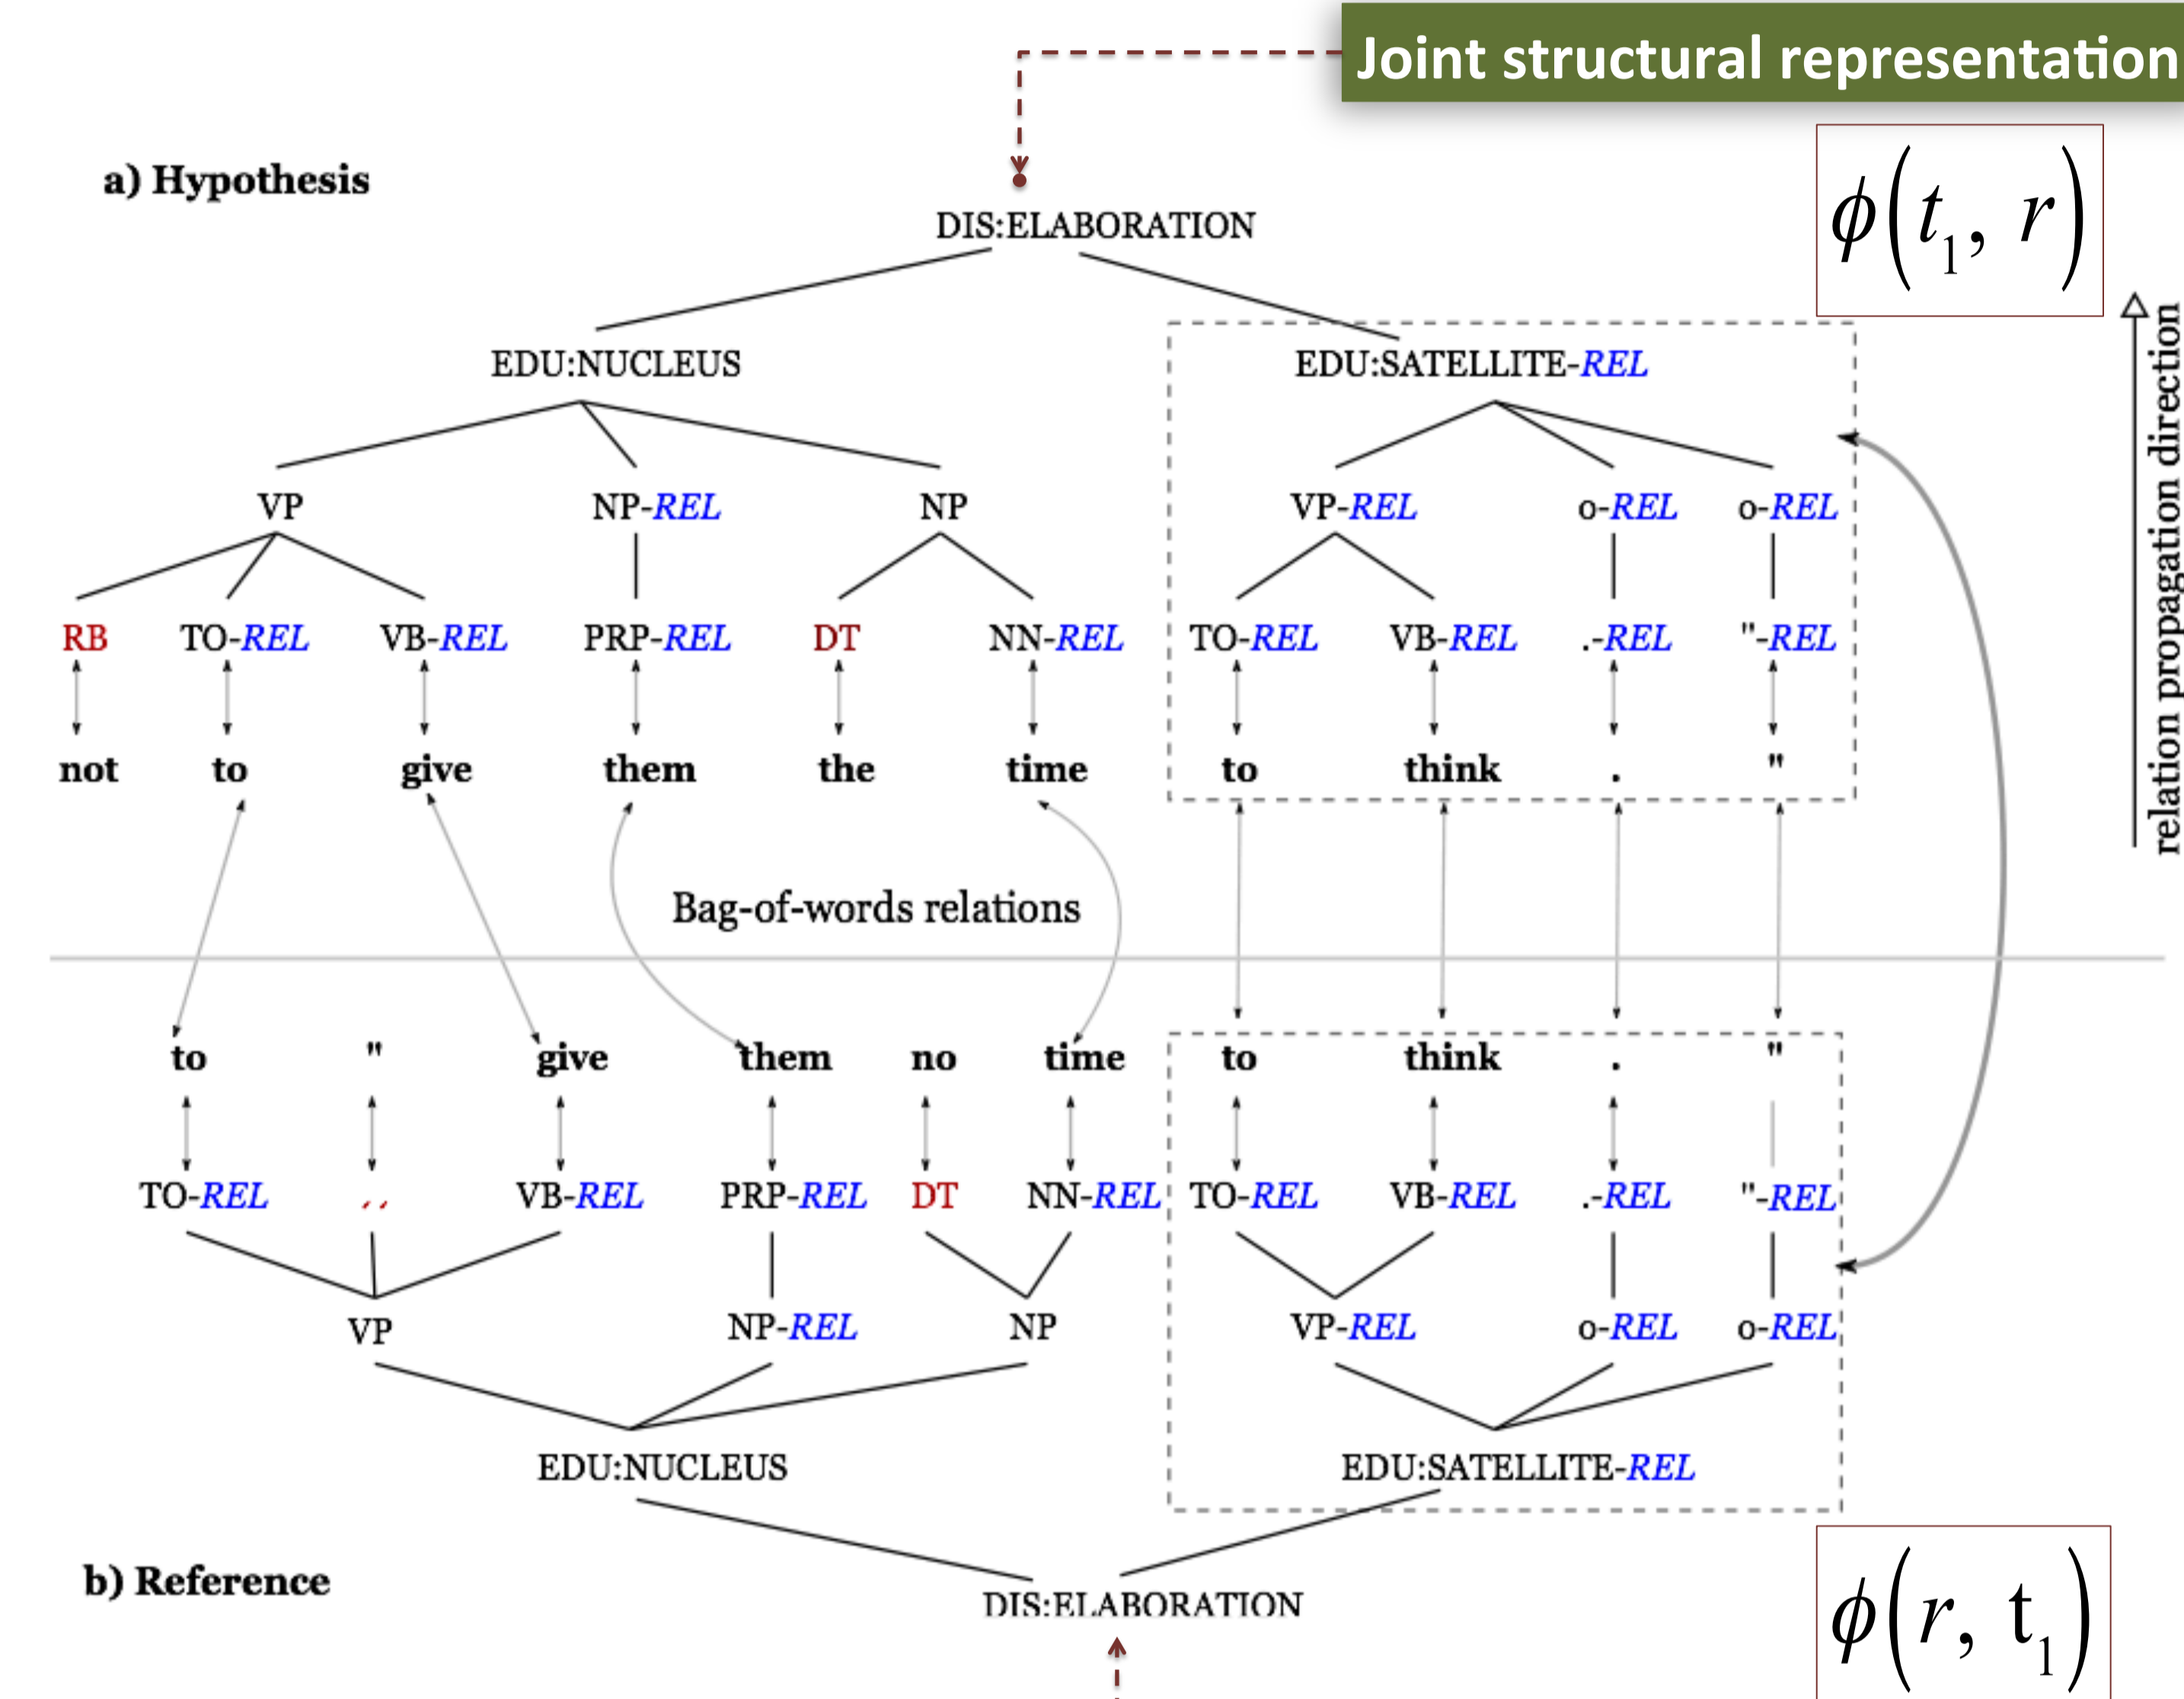 Joint structural representation
a) Hypothesis
ϕ(t₁, r)
DIS:ELABORATION
EDU:NUCLEUS EDU:SATELLITE-REL
VP NP-REL NP VP-REL o-REL o-REL
RB TO-REL VB-REL PRP-REL DT NN-REL TO-REL VB-REL .-REL "-REL
not to give them the time to think . "
relation propagation direction
Bag-of-words relations
to " give them no time to think . "
TO-REL ,, VB-REL PRP-REL DT NN-REL TO-REL VB-REL .-REL "-REL
VP NP-REL NP VP-REL o-REL o-REL
EDU:NUCLEUS EDU:SATELLITE-REL
b) Reference
DIS:ELABORATION
ϕ(r, t₁)